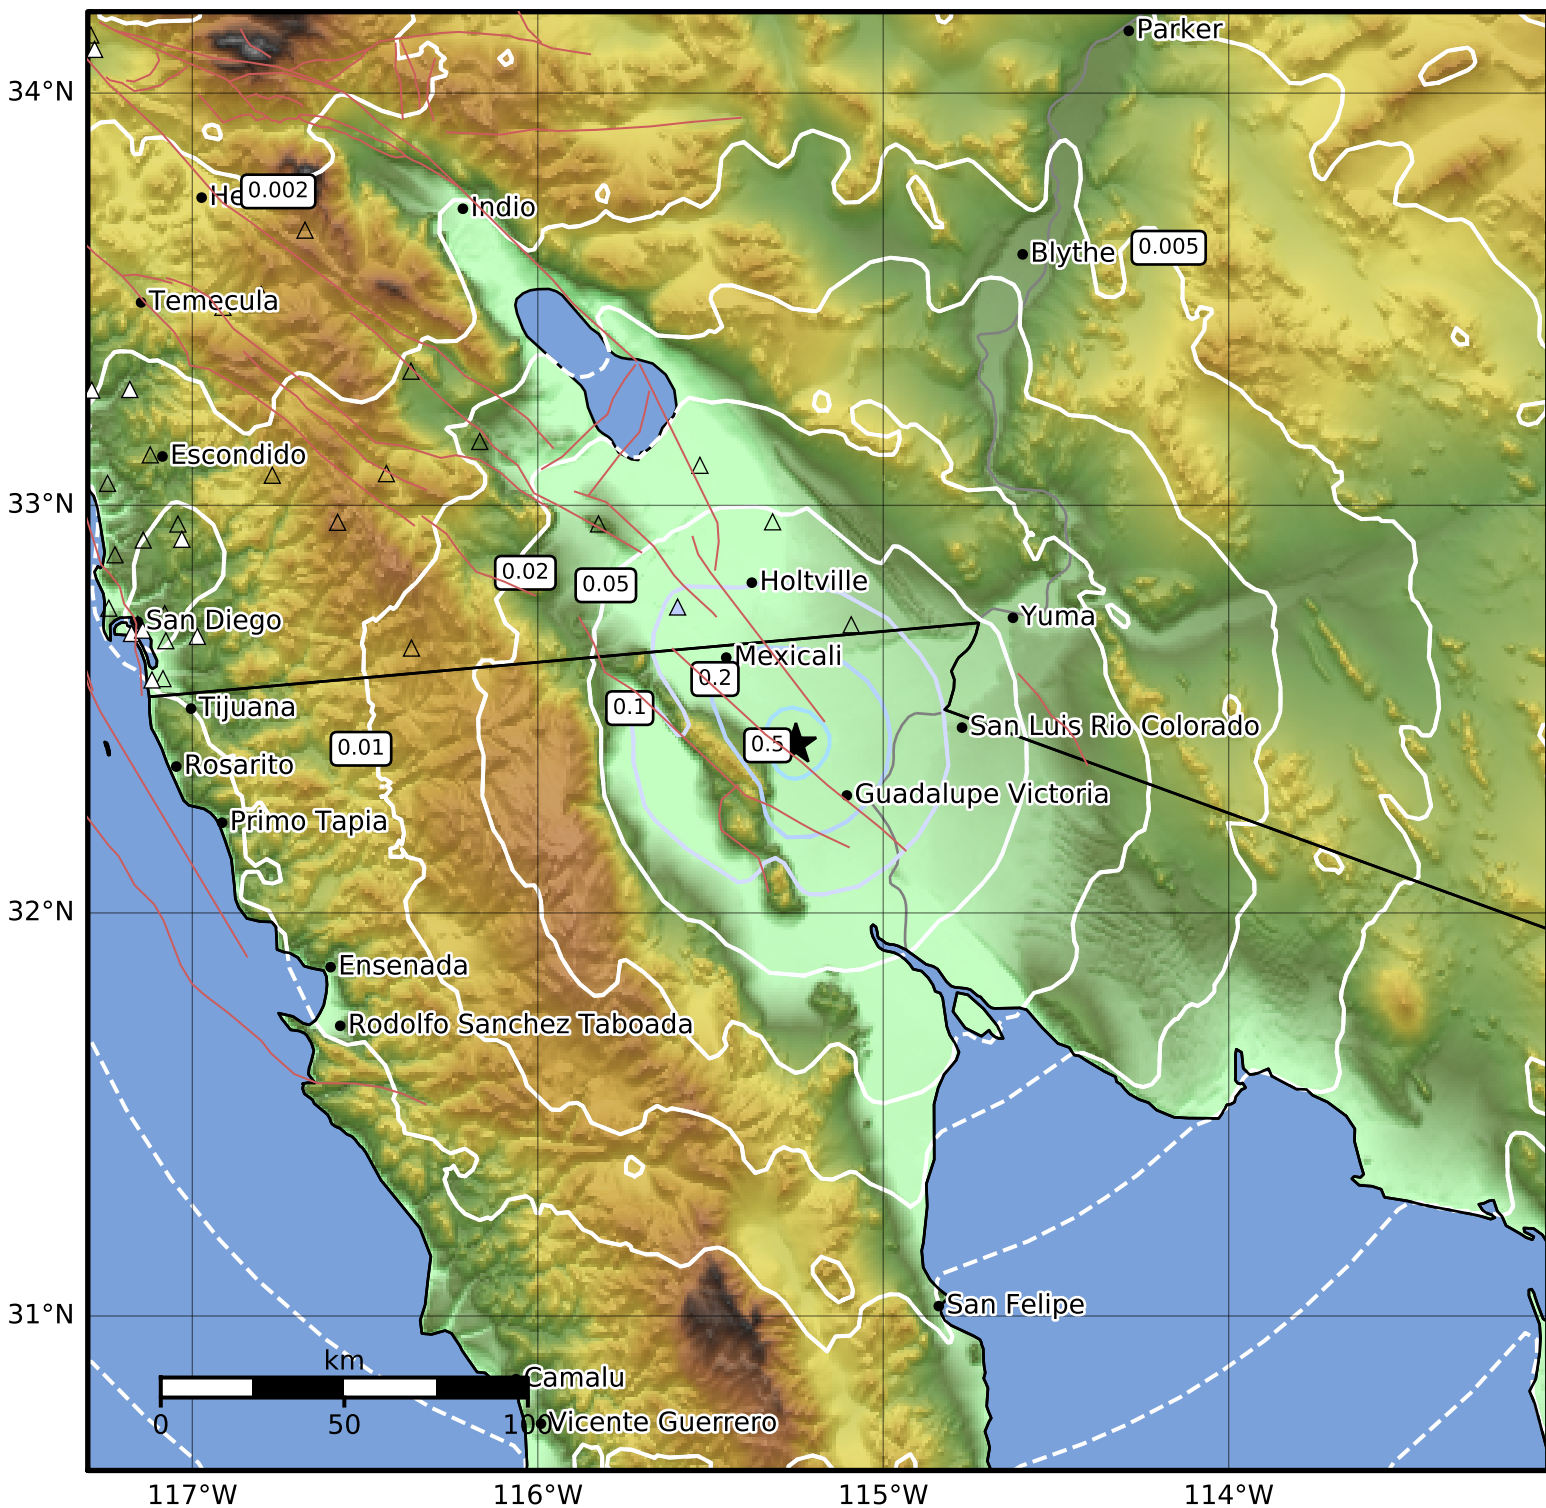 Parker
34°N
0.002
Indio
0.005
Blythe
Temecula
Escondido
33°N
0.02
0.05
Holtville
San Diego
Yuma
Mexicali
0.2
0.1
Tijuana
San Luis Rio Colorado
0.01
0.5
Rosarito
Guadalupe Victoria
Primo Tapia
32°N
Ensenada
Rodolfo Sanchez Taboada
San Felipe
31°N
km
Camalu
0 50 100
Vicente Guerrero
117°W 116°W 115°W 114°W